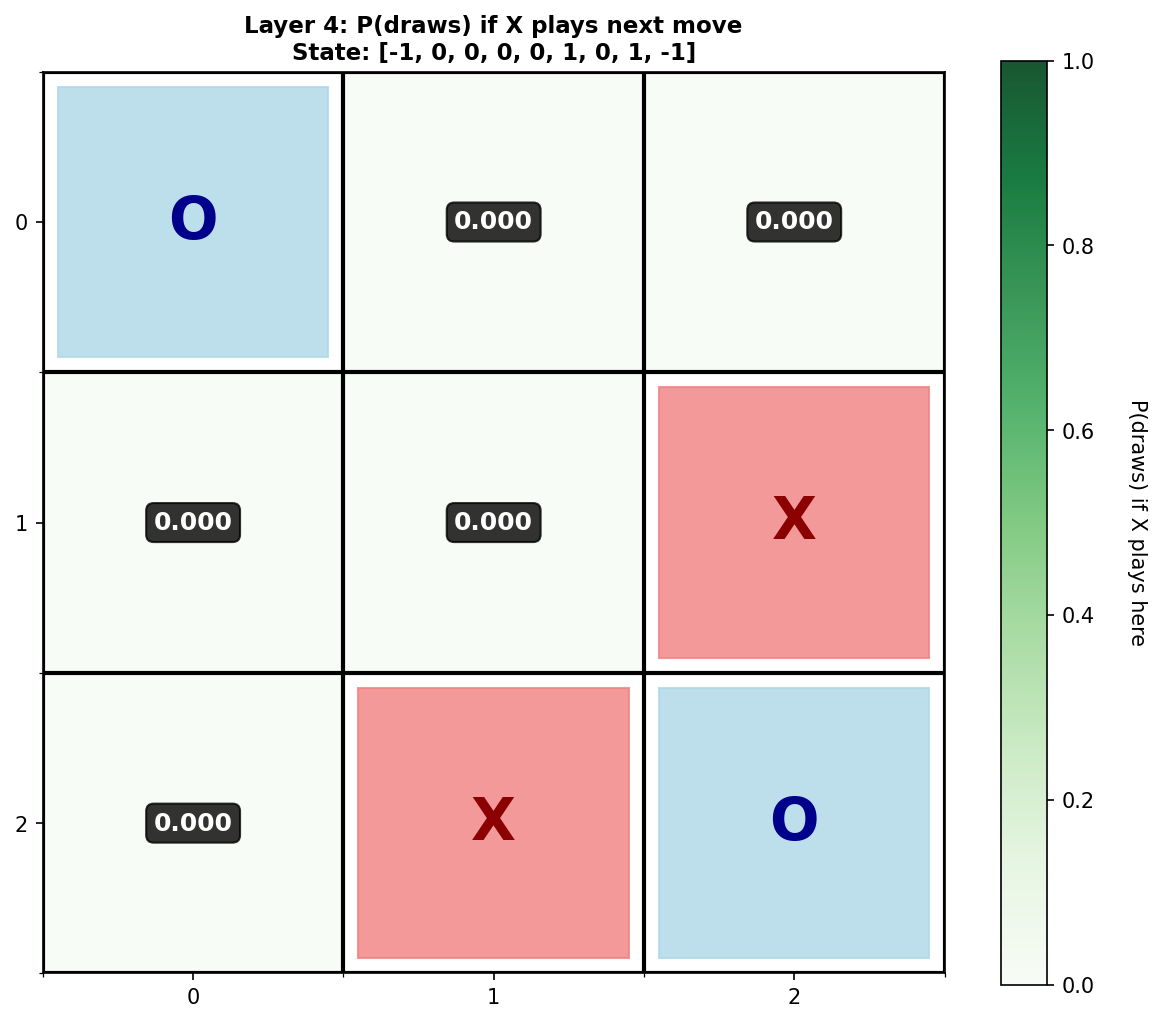 Layer 4: P(draws) if X plays next move
State: [-1, 0, 0, 0, 0, 1, 0, 1, -1]
0
O
0.000
0.000
1
0.000
0.000
X
2
0.000
X
O
0
1
2
1.0
0.8
0.6
0.4
0.2
0.0
P(draws) if X plays here